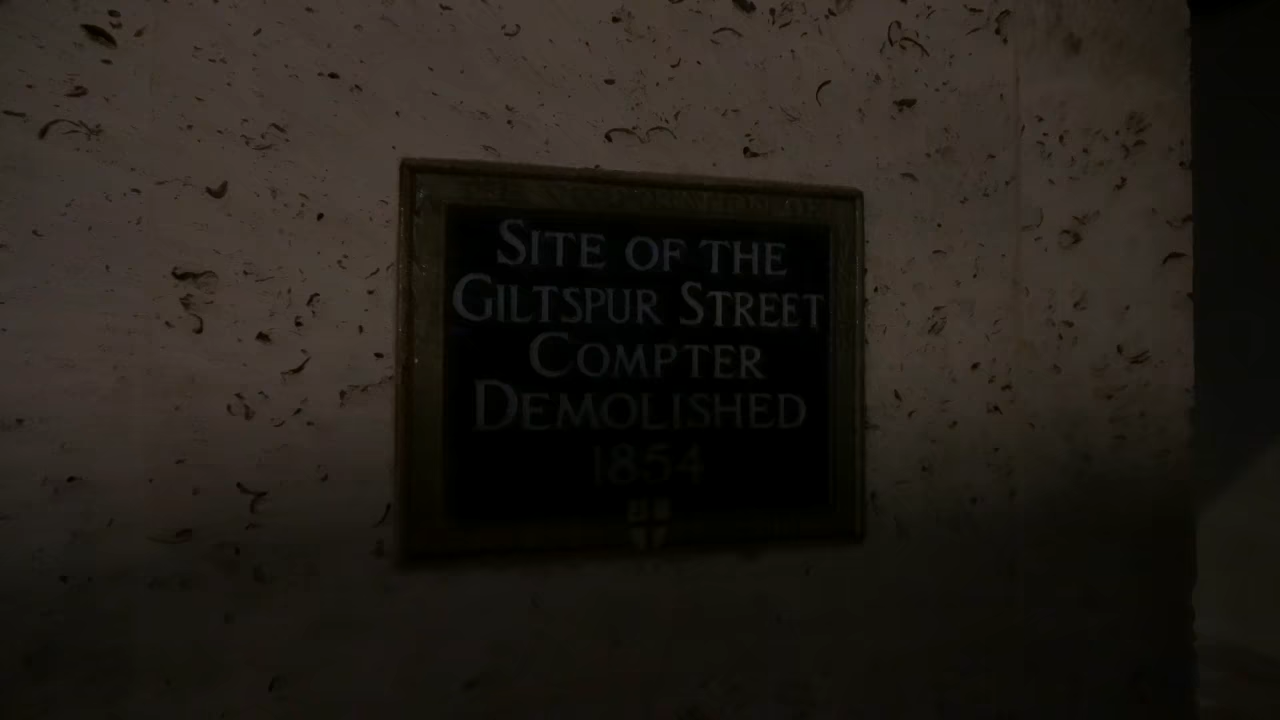 SITE OF THE
GILTSPUR STREET
COMPTER
DEMOLISHED
1854